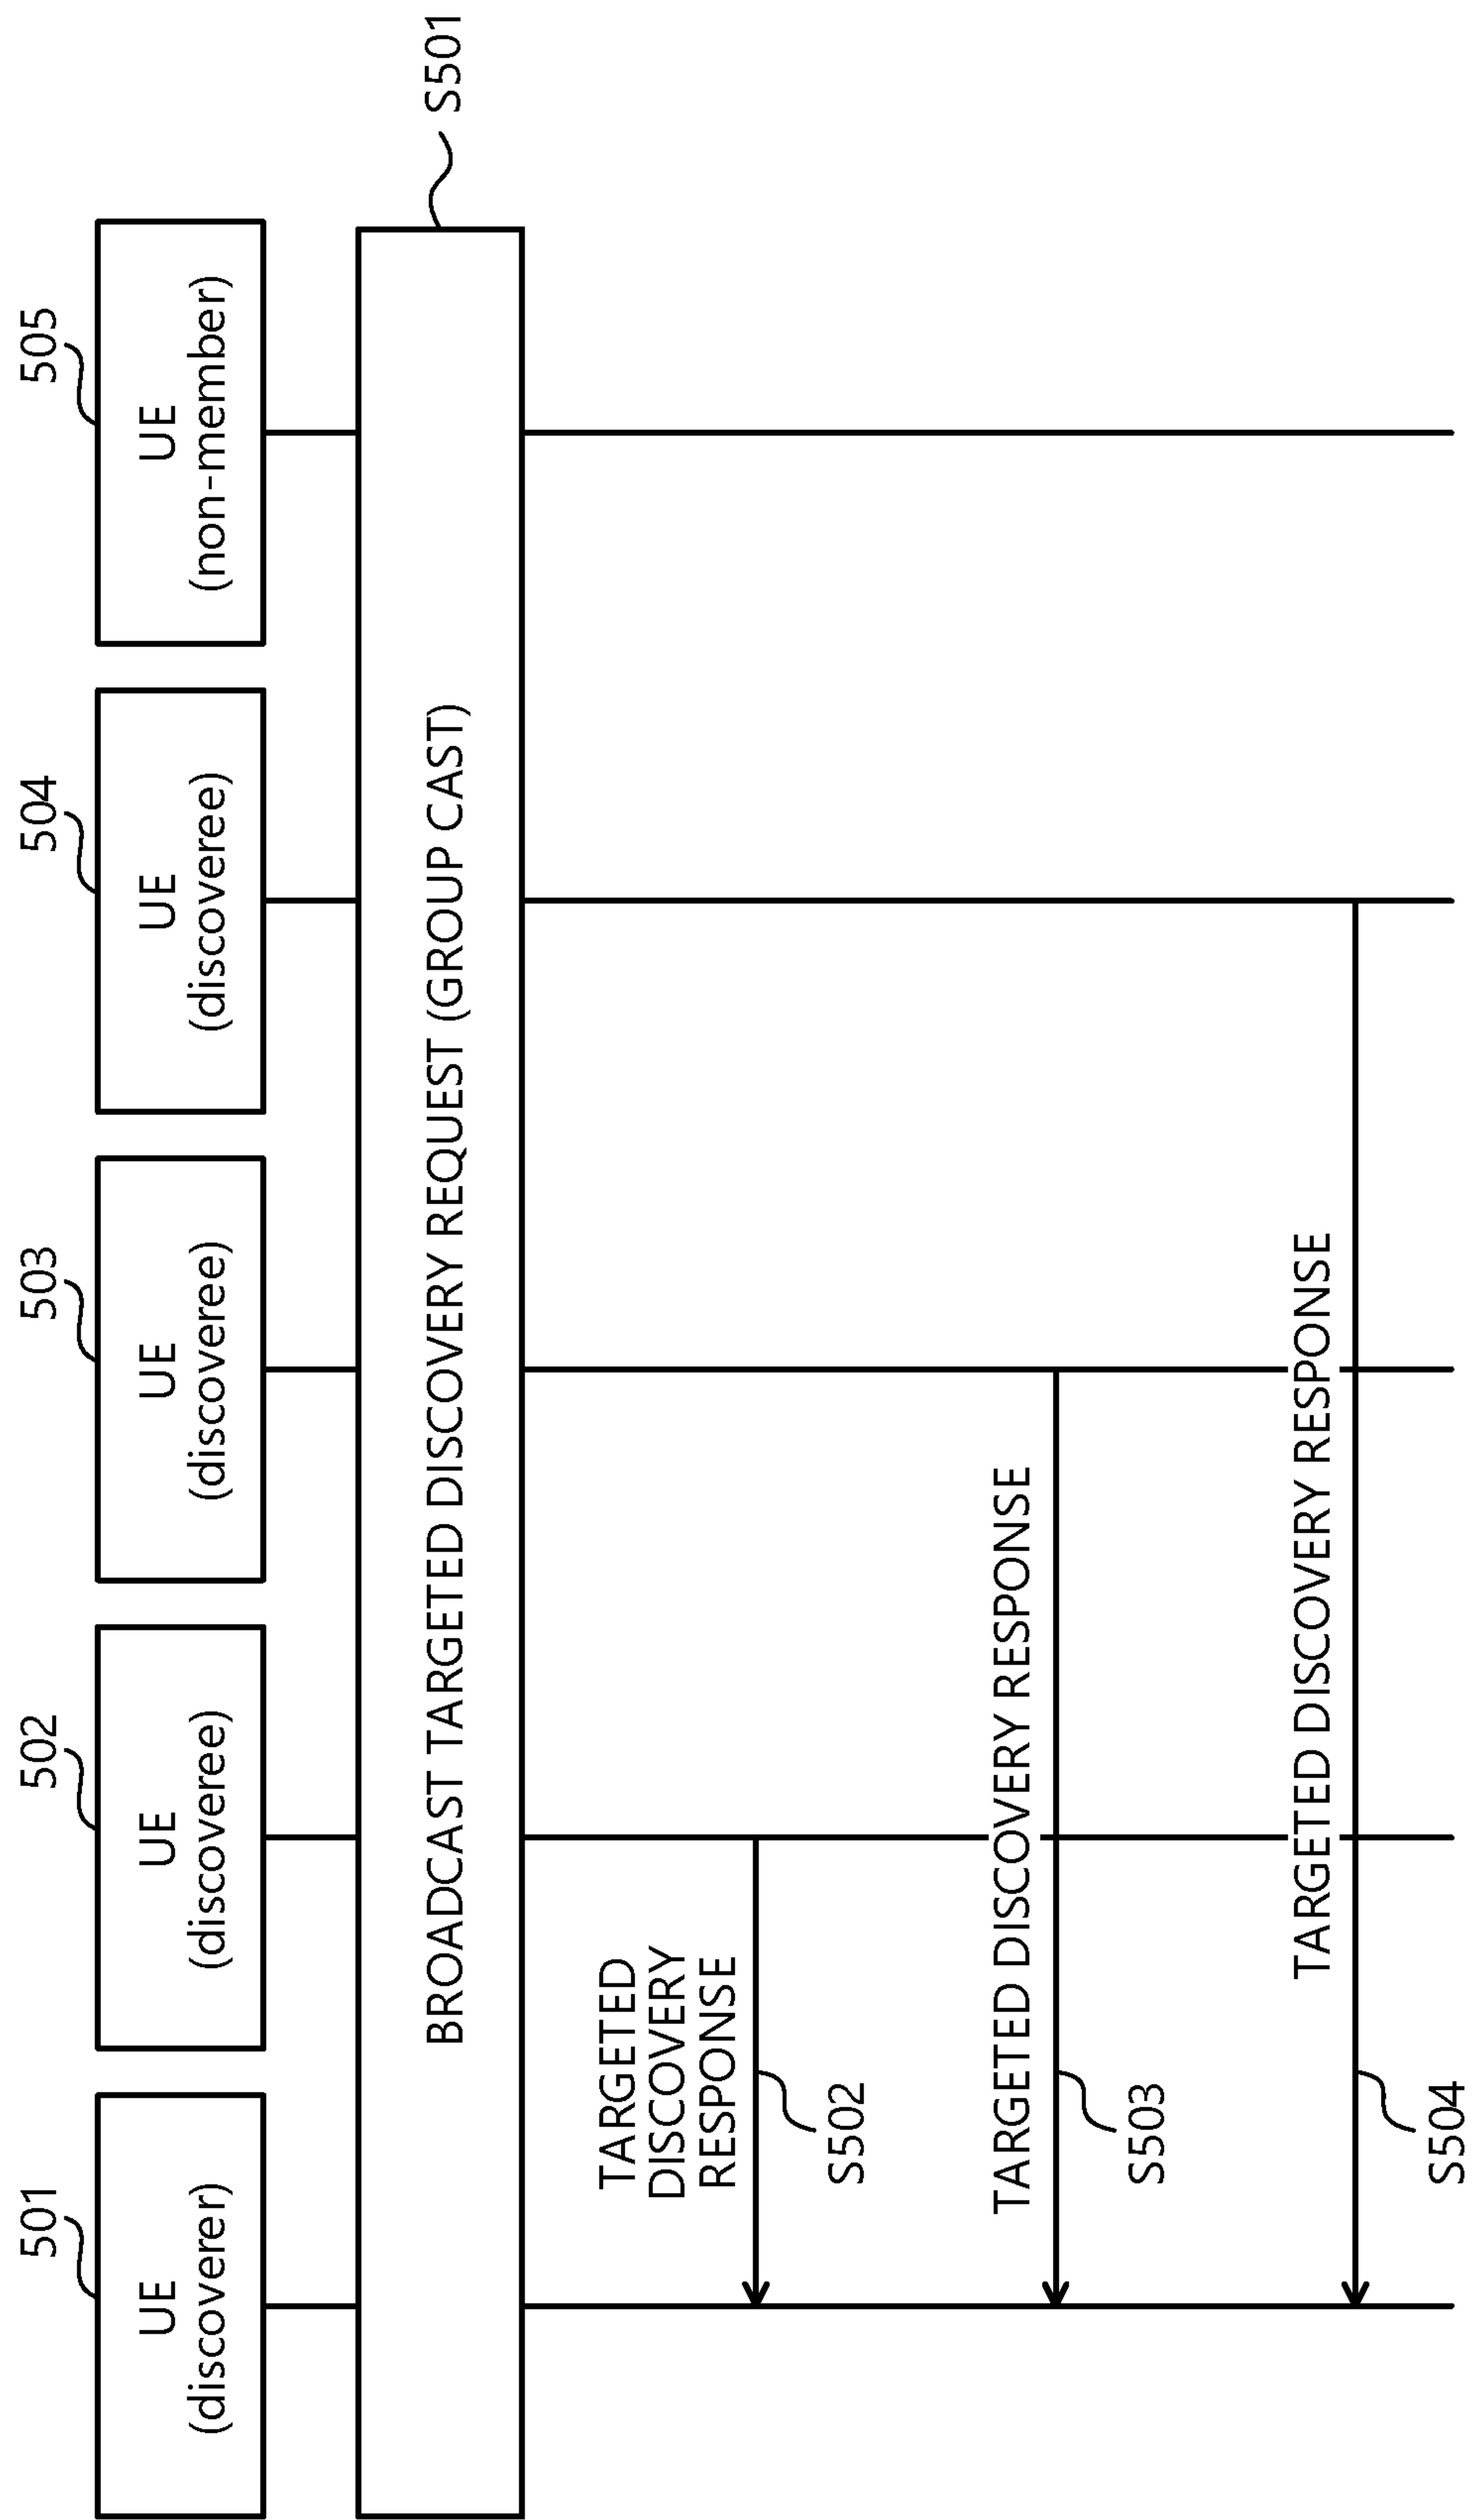 501
502
503
504
505
UE
(discoverer)
UE
(discoveree)
UE
(discoveree)
UE
(discoveree)
UE
(non-member)
BROADCAST TARGETED DISCOVERY REQUEST (GROUP CAST)
S501
TARGETED
DISCOVERY
RESPONSE
S502
TARGETED DISCOVERY RESPONSE
S503
TARGETED DISCOVERY RESPONSE
S504